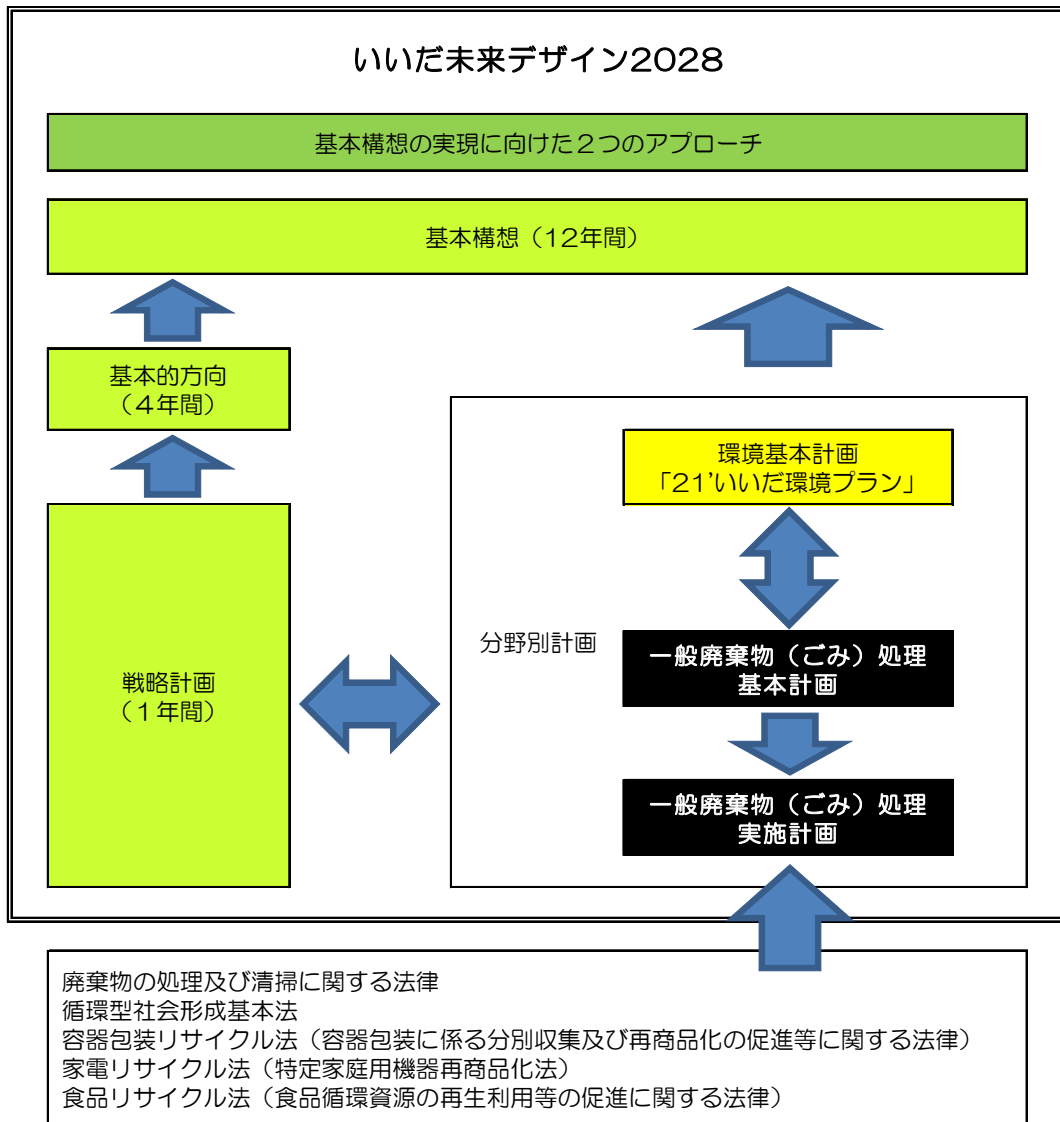 いいだ未来デザイン2028
基本構想の実現に向けた２つのアプローチ
基本構想（12年間）
基本的方向
（４年間）
戦略計画
（１年間）
分野別計画
環境基本計画
「21’いいだ環境プラン」
一般廃棄物（ごみ）処理
基本計画
一般廃棄物（ごみ）処理
実施計画
廃棄物の処理及び清掃に関する法律
循環型社会形成基本法
容器包装リサイクル法（容器包装に係る分別収集及び再商品化の促進等に関する法律）
家電リサイクル法（特定家庭用機器再商品化法）
食品リサイクル法（食品循環資源の再生利用等の促進に関する法律）